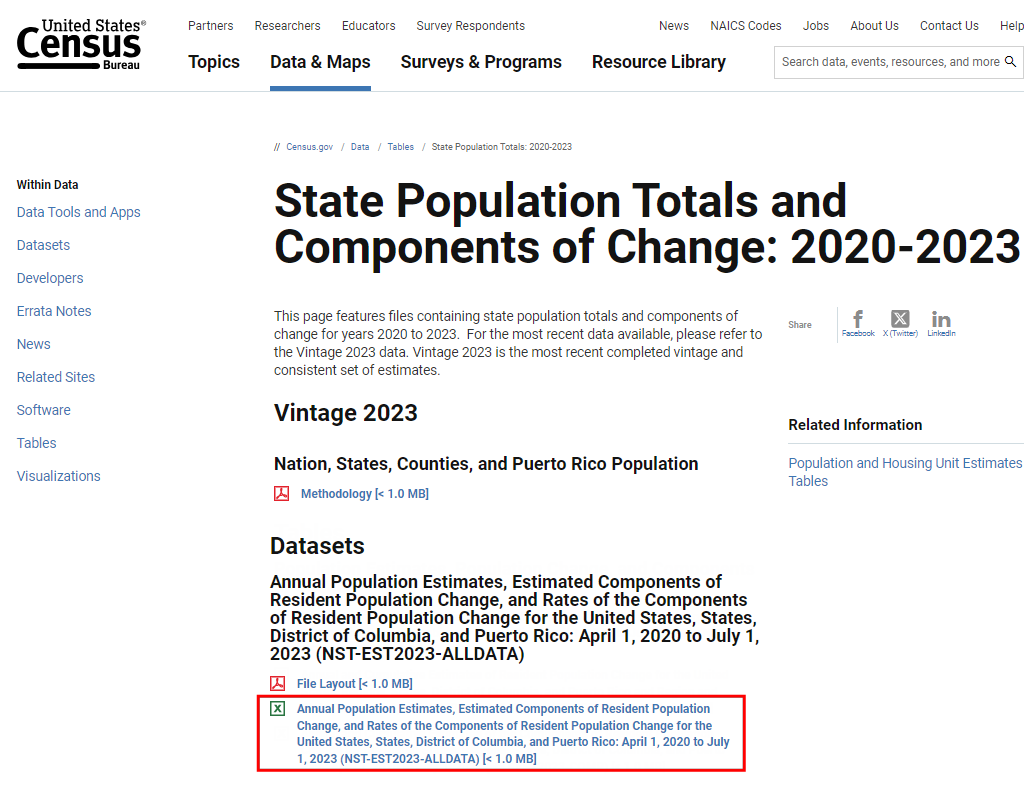 United States®
Census
Bureau
Partners Researchers Educators Survey Respondents
News NAICS Codes Jobs About Us Contact Us Help
Topics Data & Maps Surveys & Programs Resource Library
Search data, events, resources, and more
// Census.gov / Data / Tables / State Population Totals: 2020-2023
Within Data
Data Tools and Apps
Datasets
Developers
Errata Notes
News
Related Sites
Software
Tables
Visualizations
State Population Totals and
Components of Change: 2020-2023
This page features files containing state population totals and components of
change for years 2020 to 2023. For the most recent data available, please refer to
the Vintage 2023 data. Vintage 2023 is the most recent completed vintage and
consistent set of estimates.
Share
Facebook
X (Twitter)
LinkedIn
Vintage 2023
Nation, States, Counties, and Puerto Rico Population
Methodology [< 1.0 MB]
Related Information
Population and Housing Unit Estimates
Tables
Datasets
Annual Population Estimates, Estimated Components of
Resident Population Change, and Rates of the Components
of Resident Population Change for the United States, States,
District of Columbia, and Puerto Rico: April 1, 2020 to July 1,
2023 (NST-EST2023-ALLDATA)
File Layout [< 1.0 MB]
Annual Population Estimates, Estimated Components of Resident Population
Change, and Rates of the Components of Resident Population Change for the
United States, States, District of Columbia, and Puerto Rico: April 1, 2020 to July
1, 2023 (NST-EST2023-ALLDATA) [< 1.0 MB]